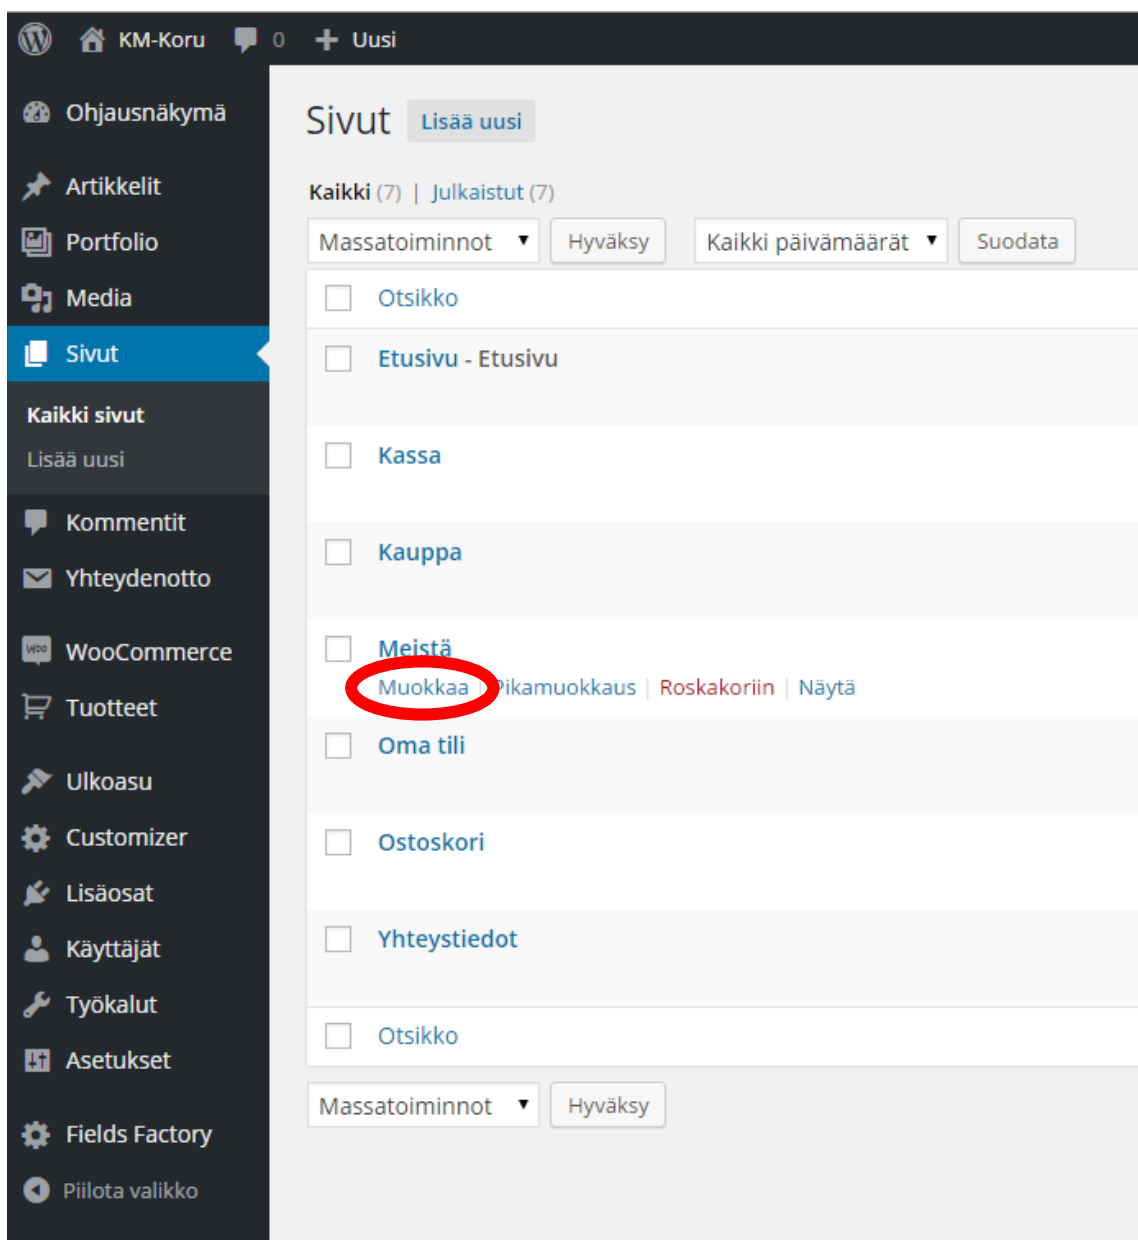 KM-Koru 0 Uusi
Ohjausnäkymä
Artikkelit
Portfolio
Media
Sivut
Kaikki sivut
Lisää uusi
Kommentit
Yhteydenotto
Woo WooCommerce
Tuotteet
Ulkoasu
Customizer
Lisäosat
Käyttäjät
Työkalut
Asetukset
Fields Factory
Piilota valikko
Sivut Lisää uusi
Kaikki (7) | Julkaistut (7)
Massatoiminnot Hyväksy Kaikki päivämäärät Suodata
Otsikko
Etusivu - Etusivu
Kassa
Kauppa
Meistä
Muokkaa | Pikamuokkaus | Roskakoriin | Näytä
Oma tili
Ostoskori
Yhteystiedot
Otsikko
Massatoiminnot Hyväksy